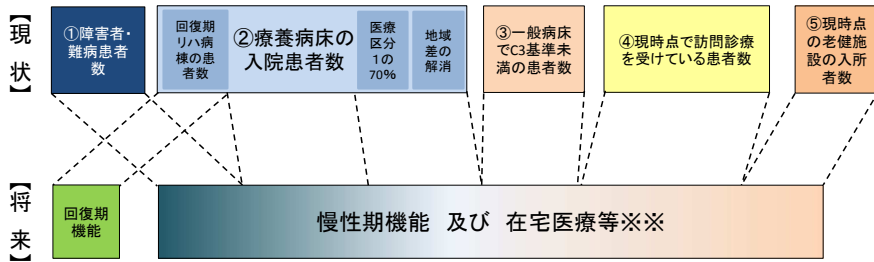 【現状】
①障害者・
難病患者
数
回復期
リハ病
棟の患
者数
②療養病床の
入院患者数
医療
区分
1の
70%
地域
差の
解消
③一般病床
でC3基準未
満の患者数
④現時点で訪問診療
を受けている患者数
⑤現時点
の老健施
設の入所
者数
【将来】
回復期
機能
慢性期機能 及び 在宅医療等※※